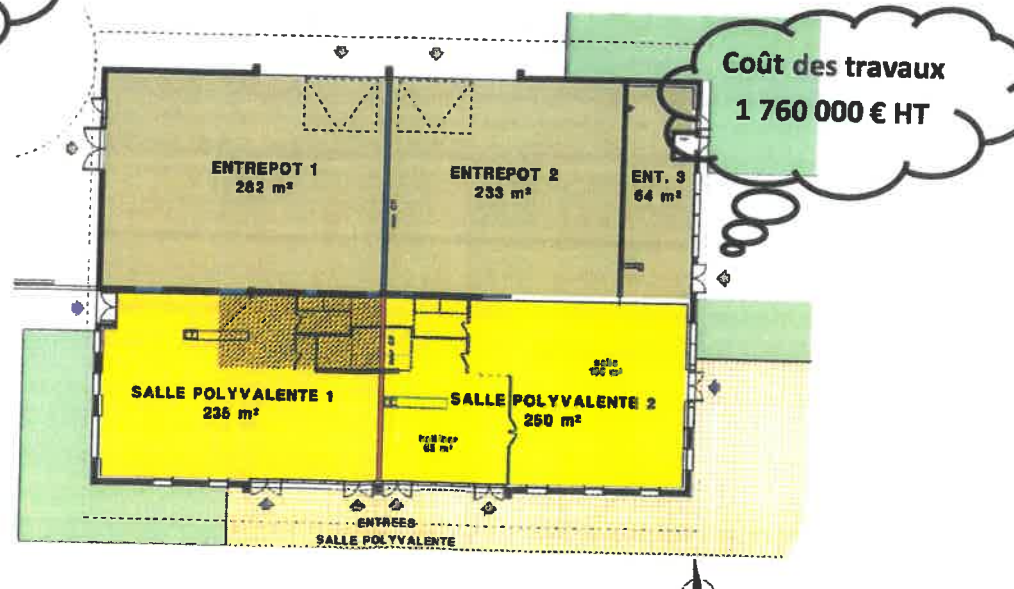 Coût des travaux
1 760 000 € HT
ENTREPOT 1
282 m²
ENTREPOT 2
233 m²
ENT. 3
64 m²
SALLE POLYVALENTE 1
235 m²
salle
SALLE POLYVALENTE 2
250 m²
ENTREES
SALLE POLYVALENTE